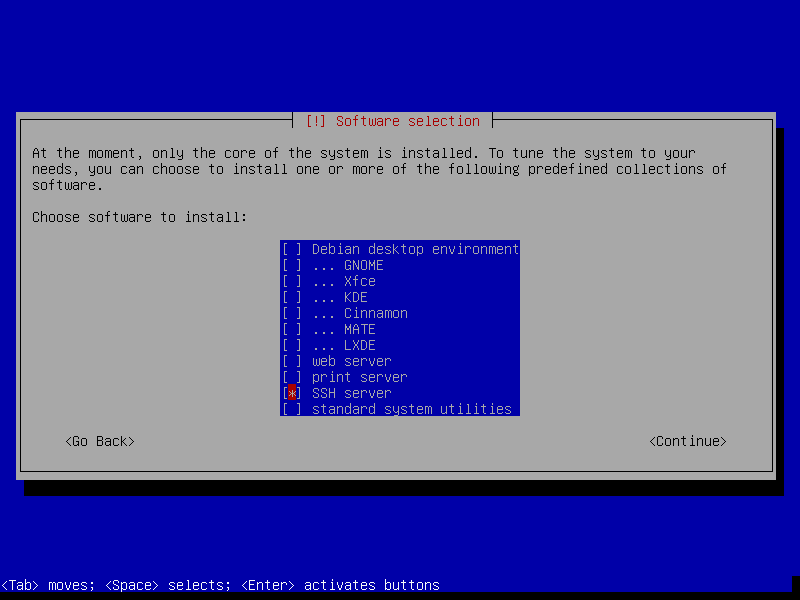 [!] Software selection
At the moment, only the core of the system is installed. To tune the system to your
needs, you can choose to install one or more of the following predefined collections of
software.
Choose software to install:
[ ] Debian desktop environment
[ ] ... GNOME
[ ] ... Xfce
[ ] ... KDE
[ ] ... Cinnamon
[ ] ... MATE
[ ] ... LXDE
[ ] web server
[ ] print server
[*] SSH server
[ ] standard system utilities
<Go Back> <Continue>
<Tab> moves; <Space> selects; <Enter> activates buttons